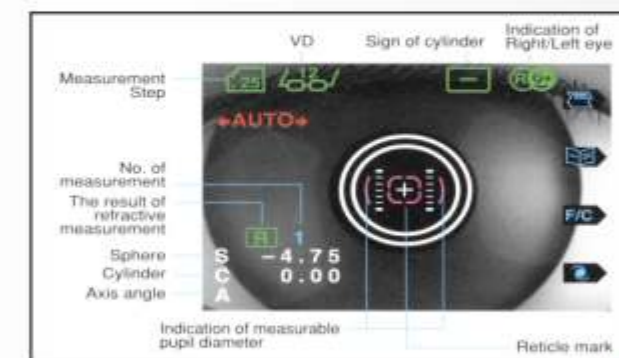 VD
Sign of cylinder
Indication of
Right/Left eye
Measurement
Step
.25
12
−
R
+AUTO+
No. of
measurement
The result of
refractive
measurement
R 1
Sphere S −4.75
Cylinder C 0.00
Axis angle A
F/C
Indication of measurable
pupil diameter
Reticle mark